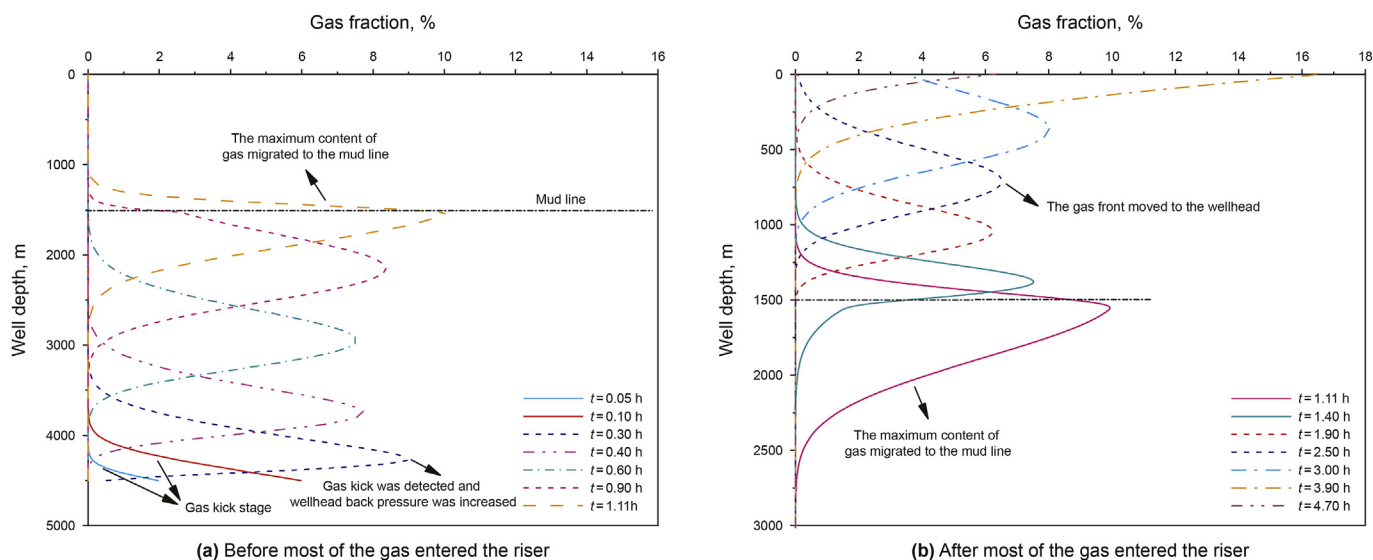 Gas fraction, %
0 2 4 6 8 10 12 14 16
0
1000
2000
3000
4000
5000
Well depth, m
The maximum content of
gas migrated to the mud line
Mud line
t = 0.05 h
t = 0.10 h
t = 0.30 h
t = 0.40 h
t = 0.60 h
t = 0.90 h
t = 1.11h
Gas kick was detected and
wellhead back pressure was increased
Gas kick stage
(a) Before most of the gas entered the riser
Gas fraction, %
0 2 4 6 8 10 12 14 16 18
0
500
1000
1500
2000
2500
3000
Well depth, m
The gas front moved to the wellhead
The maximum content of
gas migrated to the mud line
t = 1.11 h
t = 1.40 h
t = 1.90 h
t = 2.50 h
t = 3.00 h
t = 3.90 h
t = 4.70 h
(b) After most of the gas entered the riser